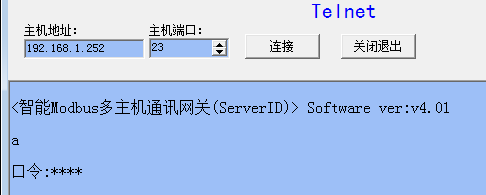 Telnet
主机地址: 主机端口:
192.168.1.252 23 连接 关闭退出
<智能Modbus多主机通讯网关(ServerID)> Software ver:v4.01
a
口令:****